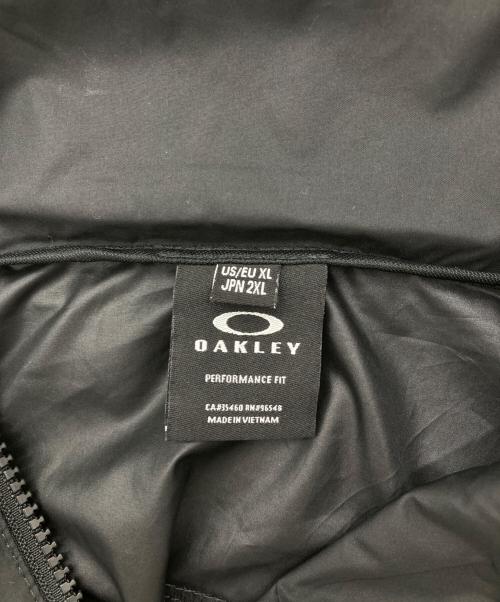 US/EU XL
JPN 2XL
OAKLEY
PERFORMANCE FIT
CA#35460 RN#96548
MADE IN VIETNAM